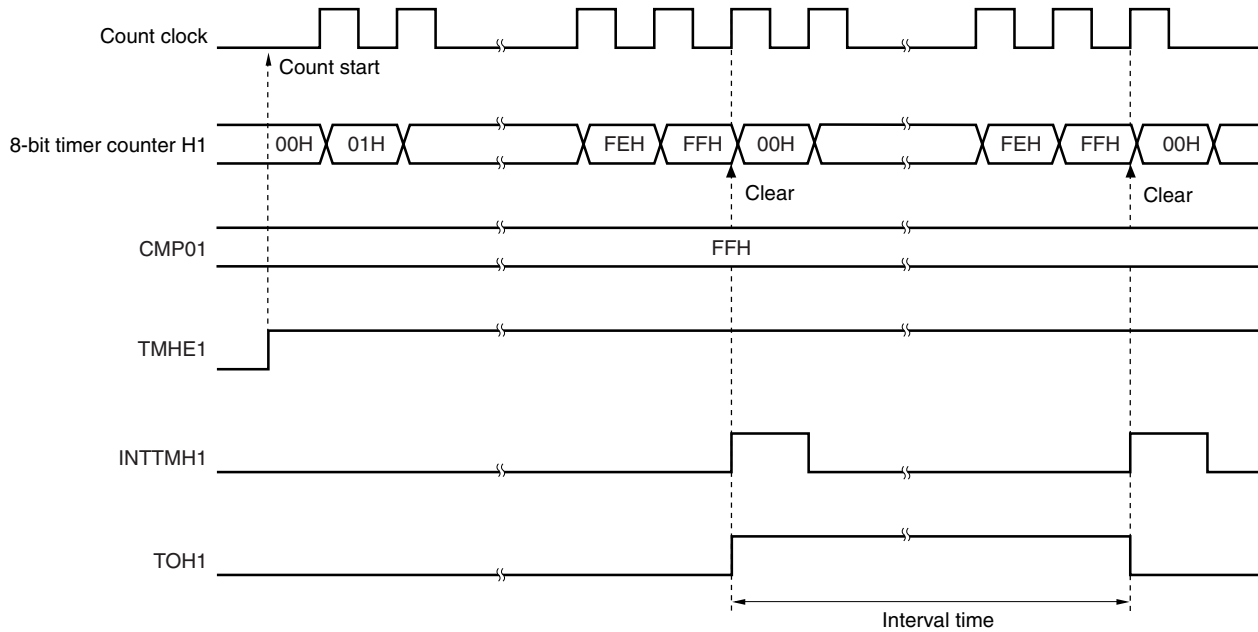 Count clock
Count start
8-bit timer counter H1
00H 01H FEH FFH 00H FEH FFH 00H
Clear Clear
CMP01
FFH
TMHE1
INTTMH1
TOH1
Interval time